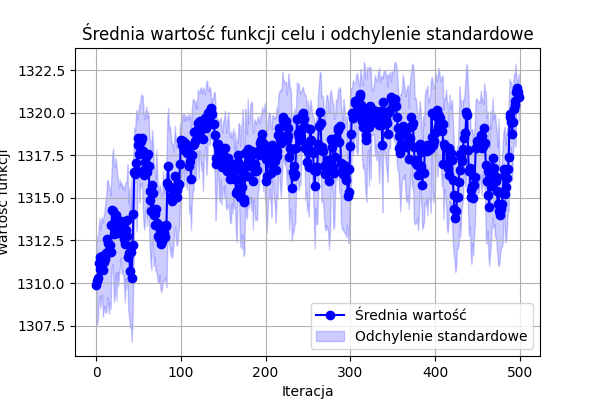 Średnia wartość funkcji celu i odchylenie standardowe
1322.5
1320.0
1317.5
1315.0
1312.5
1310.0
1307.5
Wartość funkcji
0
100
200
300
400
500
Iteracja
Średnia wartość
Odchylenie standardowe